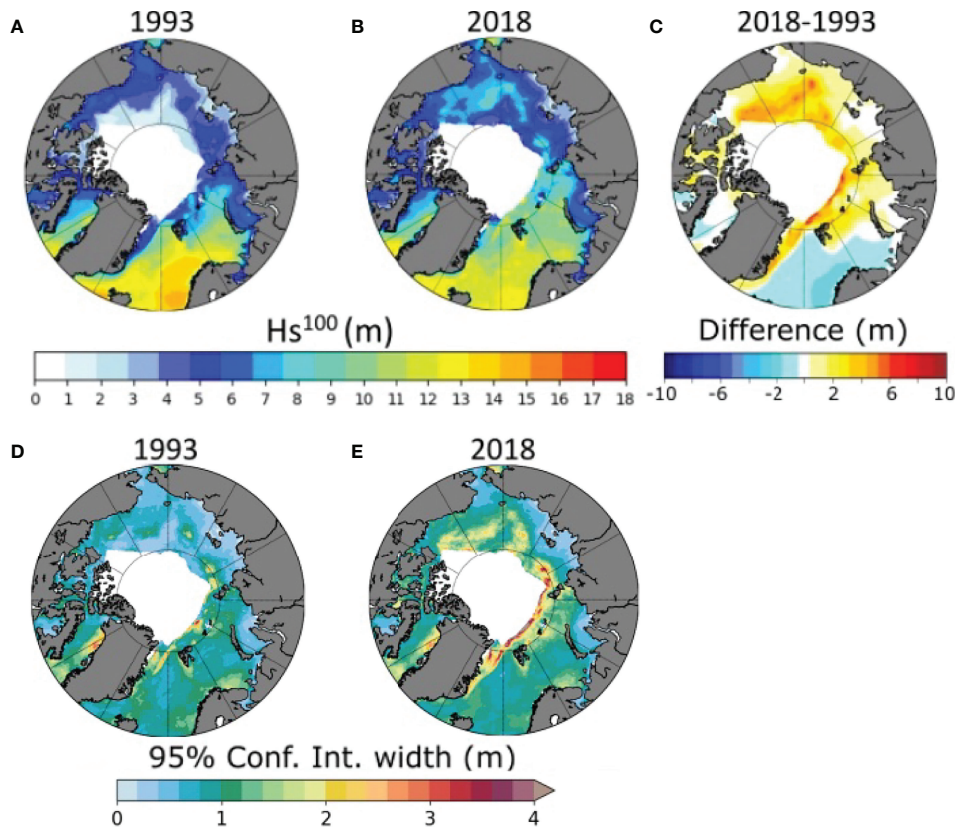 A 1993 B 2018 C 2018-1993
Hs¹⁰⁰ (m)
0 1 2 3 4 5 6 7 8 9 10 11 12 13 14 15 16 17 18
Difference (m)
-10 -6 -2 2 6 10
D 1993 E 2018
95% Conf. Int. width (m)
0 1 2 3 4